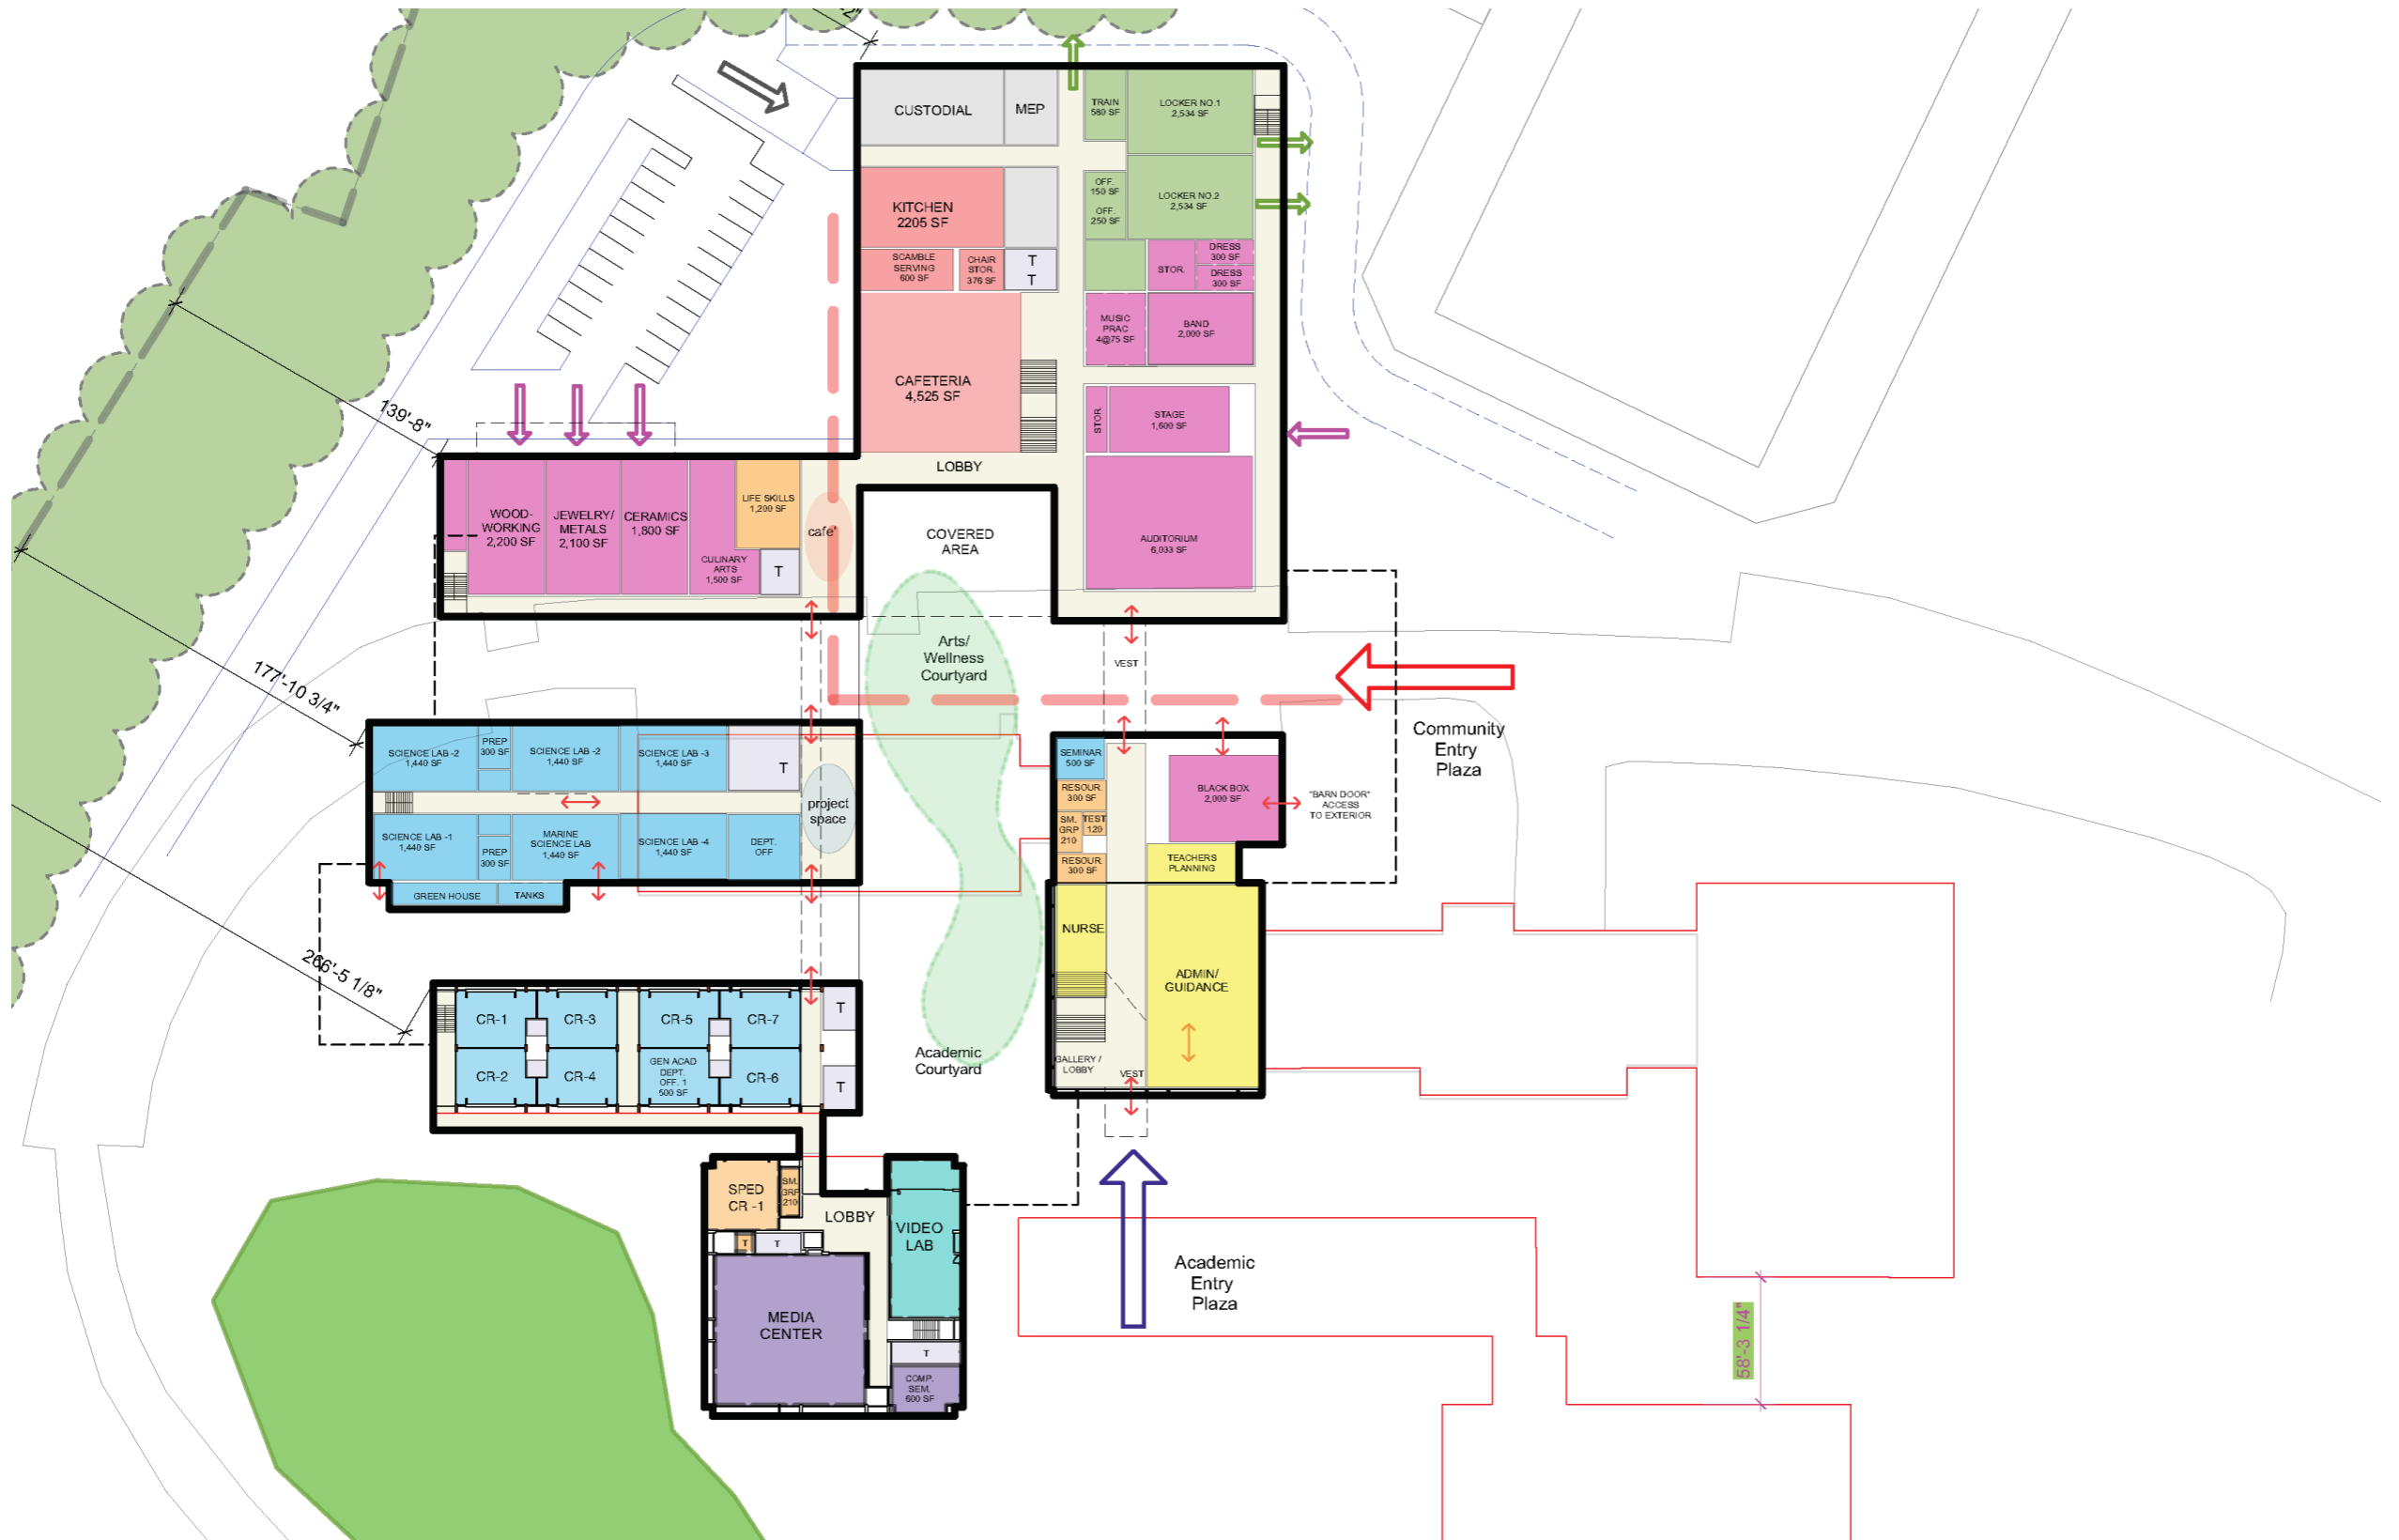 CUSTODIAL
MEP
TRAIN
580 SF
LOCKER NO.1
2,534 SF
KITCHEN
2205 SF
OFF.
150 SF
OFF.
250 SF
LOCKER NO.2
2,534 SF
SCAMBLE
SERVING
600 SF
CHAIR
STOR.
376 SF
T
T
STOR.
DRESS
300 SF
DRESS
300 SF
MUSIC
PRAC
4@75 SF
BAND
2,000 SF
CAFETERIA
4,525 SF
STOR.
STAGE
1,600 SF
139'-8"
LOBBY
WOOD-
WORKING
2,200 SF
JEWELRY/
METALS
2,100 SF
CERAMICS
1,800 SF
LIFE SKILLS
1,200 SF
CULINARY
ARTS
1,500 SF
T
cafe'
COVERED
AREA
AUDITORIUM
6,033 SF
Arts/
Wellness
Courtyard
VEST
177'-10 3/4"
Community
Entry
Plaza
SCIENCE LAB -2
1,440 SF
PREP
300 SF
SCIENCE LAB -2
1,440 SF
SCIENCE LAB -3
1,440 SF
T
project
space
SCIENCE LAB -1
1,440 SF
PREP
300 SF
MARINE
SCIENCE LAB
1,440 SF
SCIENCE LAB -4
1,440 SF
DEPT.
OFF
GREEN HOUSE
TANKS
SEMINAR
500 SF
RESOUR.
300 SF
SM.
GRP
210
TEST
120
RESOUR.
300 SF
BLACK BOX
2,000 SF
"BARN DOOR"
ACCESS
TO EXTERIOR
TEACHERS
PLANNING
NURSE
ADMIN/
GUIDANCE
266'-5 1/8"
CR-1
CR-3
CR-5
CR-7
T
CR-2
CR-4
GEN ACAD
DEPT.
OFF. 1
500 SF
CR-6
T
Academic
Courtyard
GALLERY /
LOBBY
VEST
SPED
CR -1
SM.
GRP
210
LOBBY
VIDEO
LAB
T
T
MEDIA
CENTER
T
COMP.
SEM.
600 SF
Academic
Entry
Plaza
58'-3 1/4"